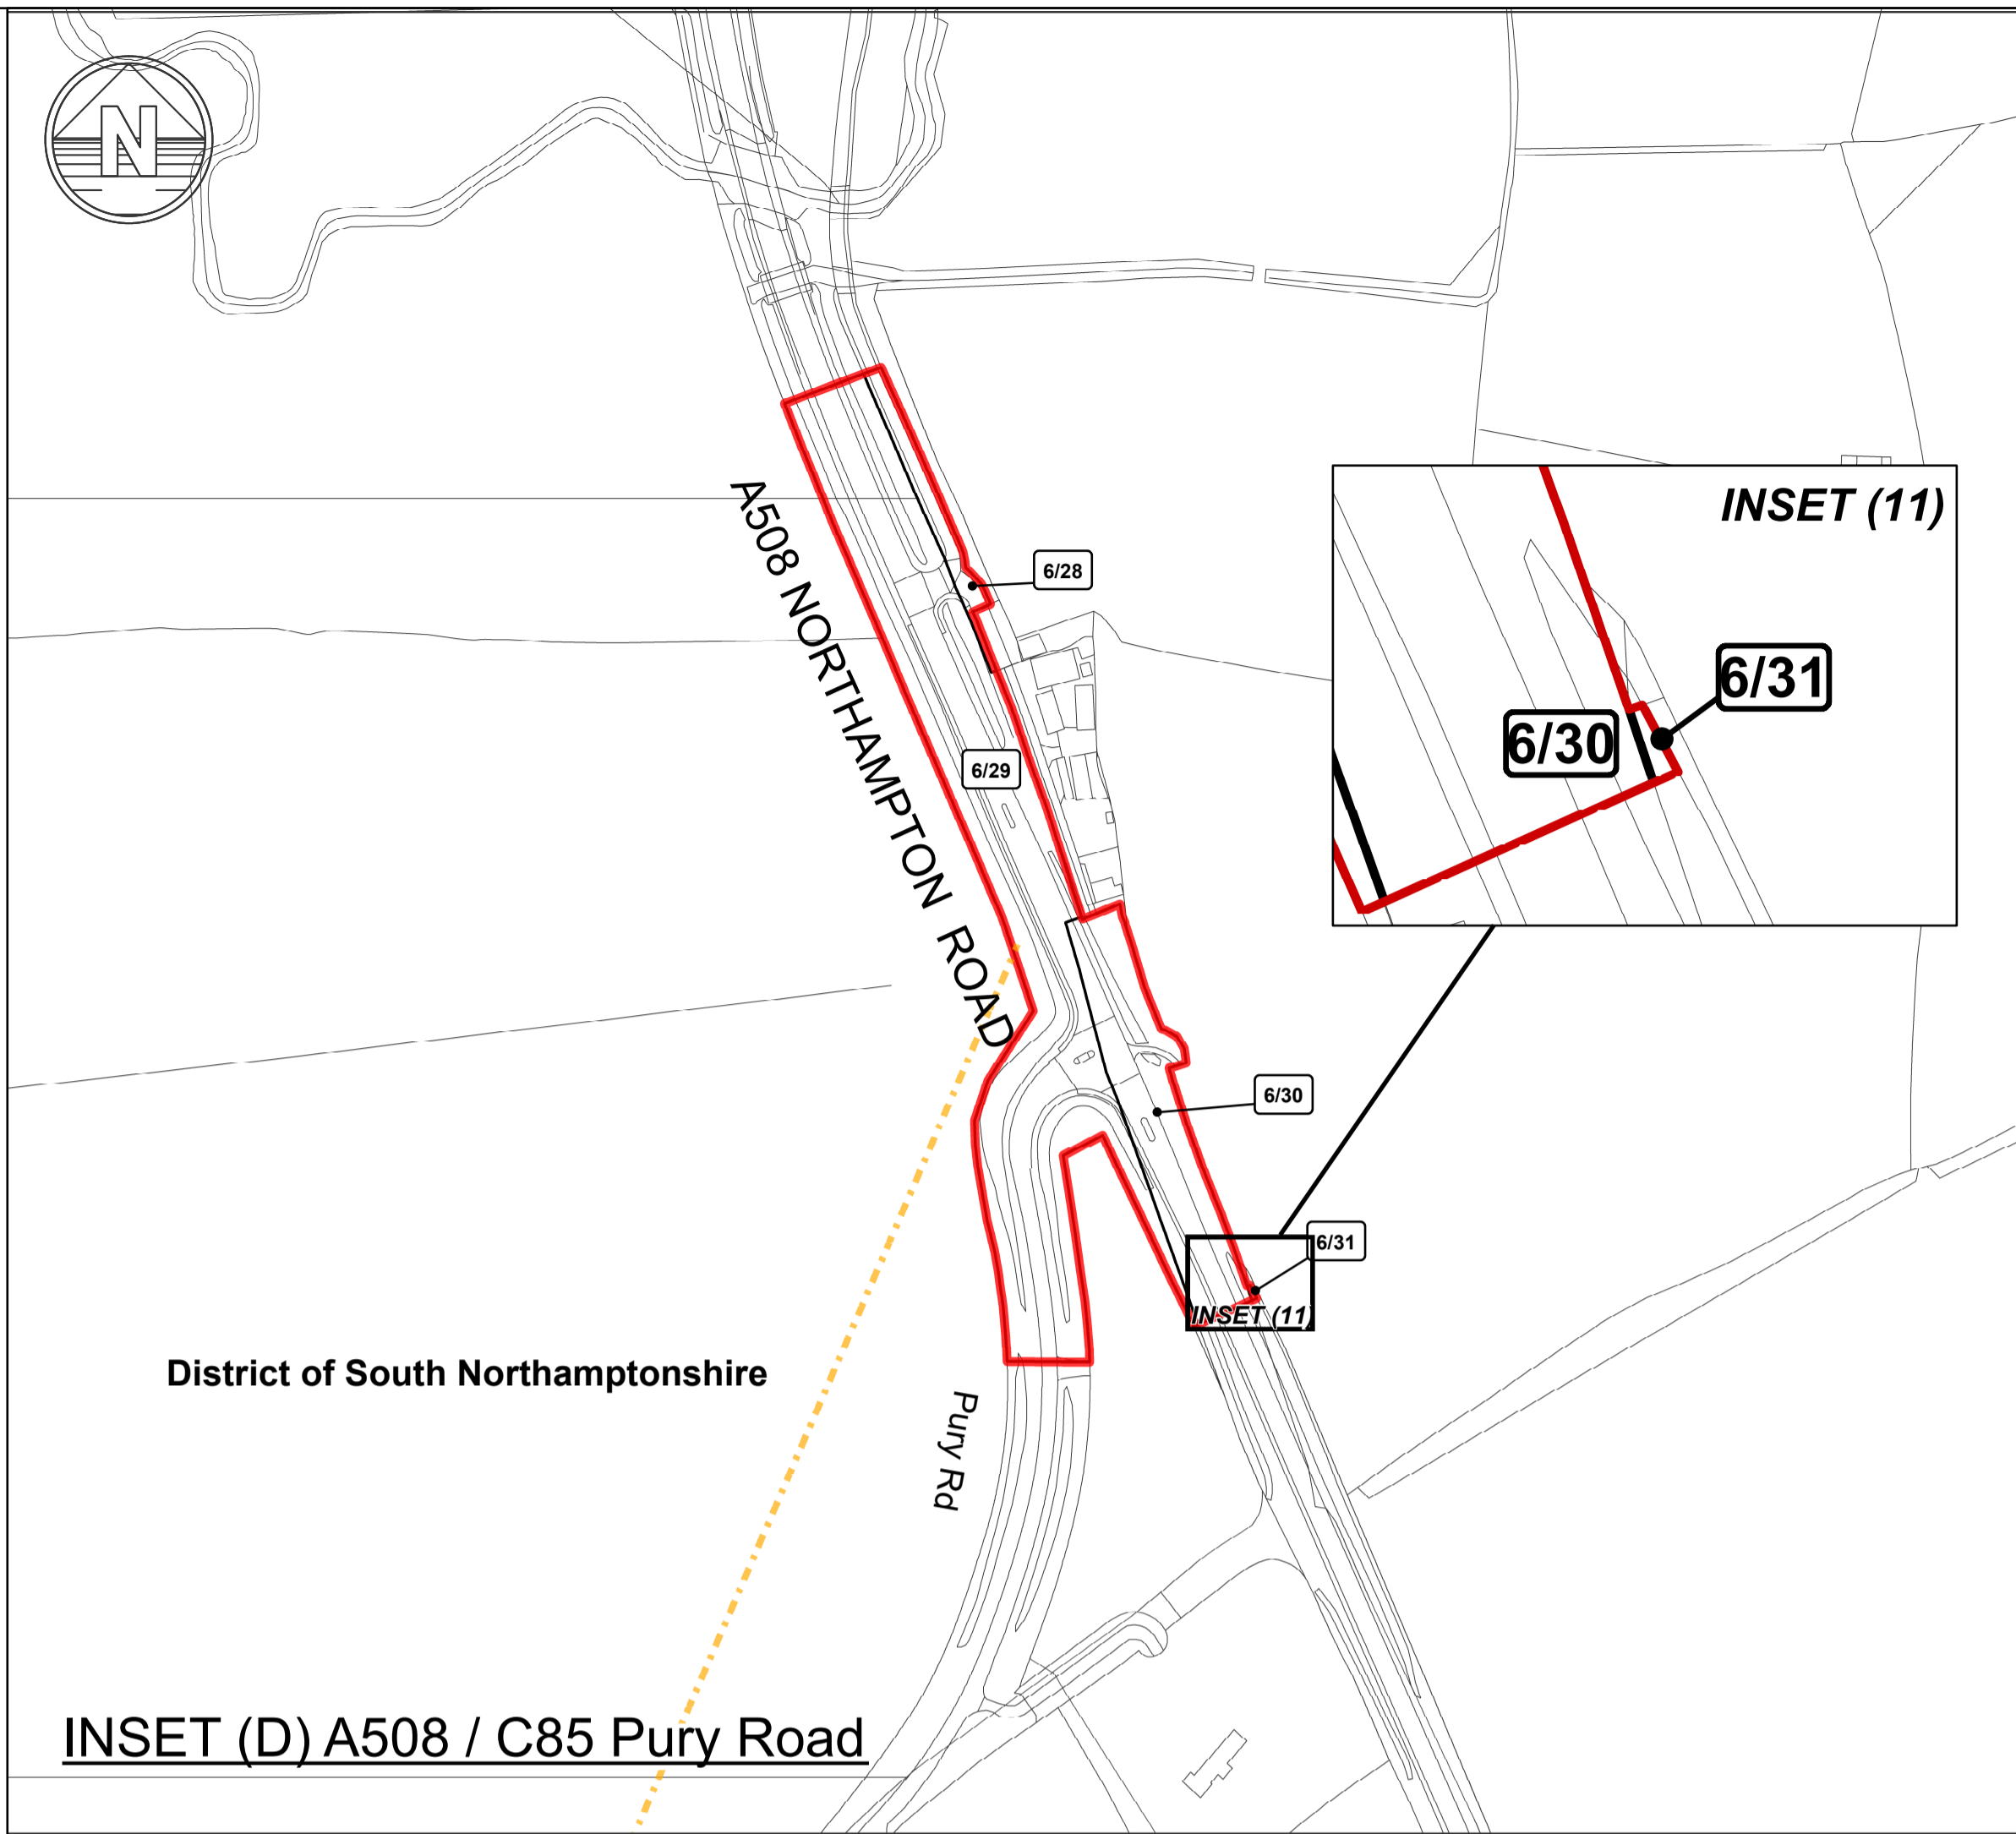 N
INSET (11)
A508 NORTHAMPTON ROAD
6/28
6/31
6/30
6/29
6/30
6/31
INSET (11)
District of South Northamptonshire
Pury Rd
INSET (D) A508 / C85 Pury Road